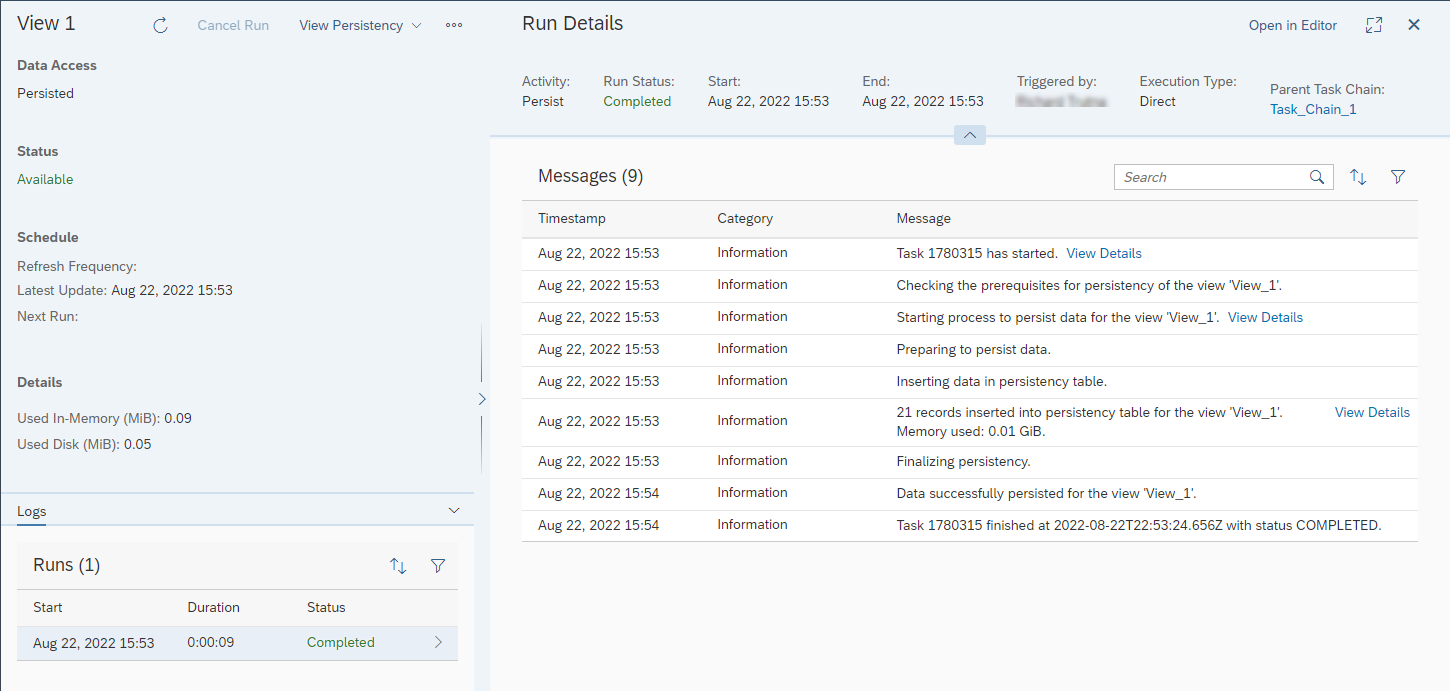 View 1
Cancel Run
View Persistency
Data Access
Persisted
Status
Available
Schedule
Refresh Frequency:
Latest Update: Aug 22, 2022 15:53
Next Run:
Details
Used In-Memory (MiB): 0.09
Used Disk (MiB): 0.05
Logs
Runs (1)
Start Duration Status
Aug 22, 2022 15:53 0:00:09 Completed
Run Details
Open in Editor
Activity: Run Status: Start: End: Triggered by: Execution Type: Parent Task Chain:
Persist Completed Aug 22, 2022 15:53 Aug 22, 2022 15:53 Direct Task_Chain_1
Messages (9)
Search
Timestamp Category Message
Aug 22, 2022 15:53 Information Task 1780315 has started. View Details
Aug 22, 2022 15:53 Information Checking the prerequisites for persistency of the view 'View_1'.
Aug 22, 2022 15:53 Information Starting process to persist data for the view 'View_1'. View Details
Aug 22, 2022 15:53 Information Preparing to persist data.
Aug 22, 2022 15:53 Information Inserting data in persistency table.
Aug 22, 2022 15:53 Information 21 records inserted into persistency table for the view 'View_1'. View Details
Memory used: 0.01 GiB.
Aug 22, 2022 15:53 Information Finalizing persistency.
Aug 22, 2022 15:54 Information Data successfully persisted for the view 'View_1'.
Aug 22, 2022 15:54 Information Task 1780315 finished at 2022-08-22T22:53:24.656Z with status COMPLETED.